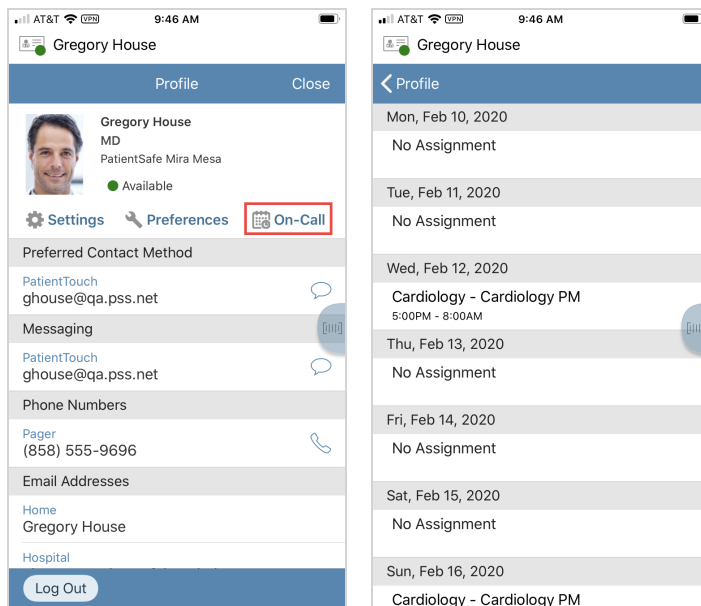 AT&T VPN 9:46 AM
Gregory House
Profile Close
Gregory House
MD
PatientSafe Mira Mesa
Available
Settings Preferences On-Call
Preferred Contact Method
PatientTouch
ghouse@qa.pss.net
Messaging
PatientTouch
ghouse@qa.pss.net
Phone Numbers
Pager
(858) 555-9696
Email Addresses
Home
Gregory House
Hospital
Log Out
AT&T VPN 9:46 AM
Gregory House
Profile
Mon, Feb 10, 2020
No Assignment
Tue, Feb 11, 2020
No Assignment
Wed, Feb 12, 2020
Cardiology - Cardiology PM
5:00PM - 8:00AM
Thu, Feb 13, 2020
No Assignment
Fri, Feb 14, 2020
No Assignment
Sat, Feb 15, 2020
No Assignment
Sun, Feb 16, 2020
Cardiology - Cardiology PM